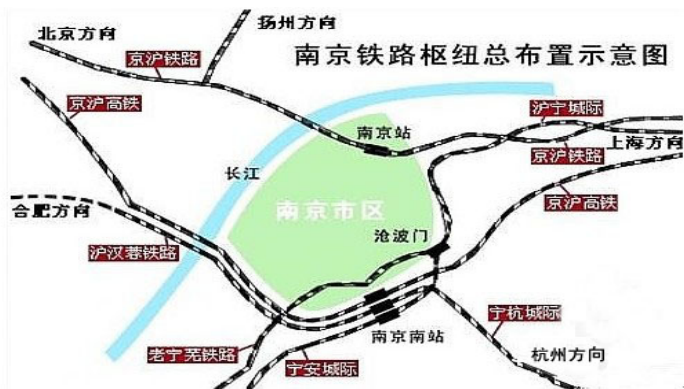 扬州方向
北京方向
京沪铁路
南京铁路枢纽总布置示意图
京沪高铁
沪宁城际
南京站
上海方向
京沪铁路
长江
京沪高铁
南京市区
合肥方向
沧波门
沪汉蓉铁路
宁杭城际
南京南站
老宁芜铁路
杭州方向
宁安城际